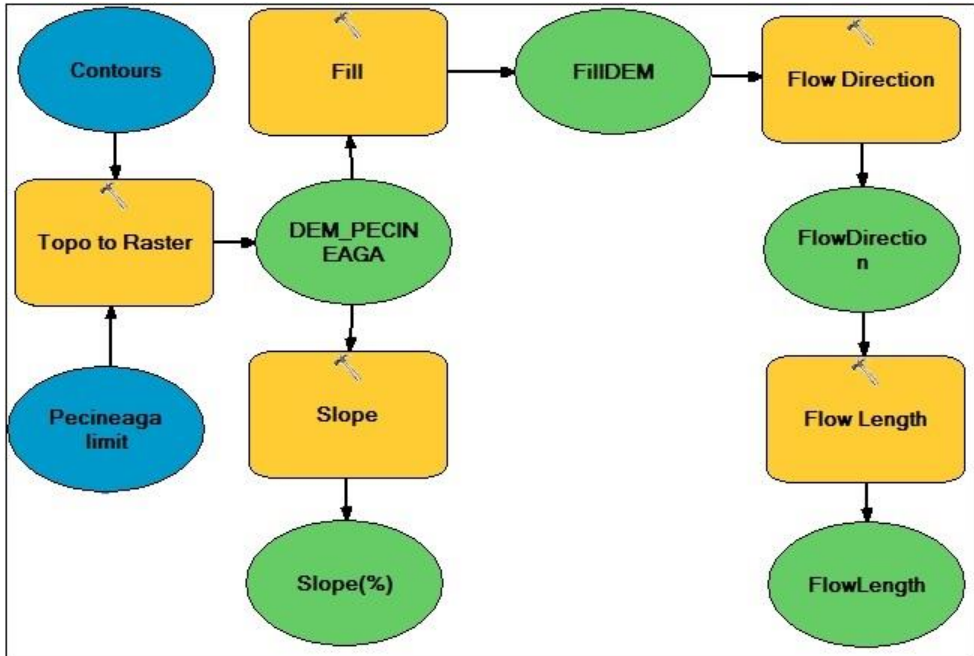 Contours
Fill
FillDEM
Flow Direction
Topo to Raster
DEM_PECIN
EAGA
FlowDirectio
n
Pecineaga
limit
Slope
Flow Length
Slope(%)
FlowLength